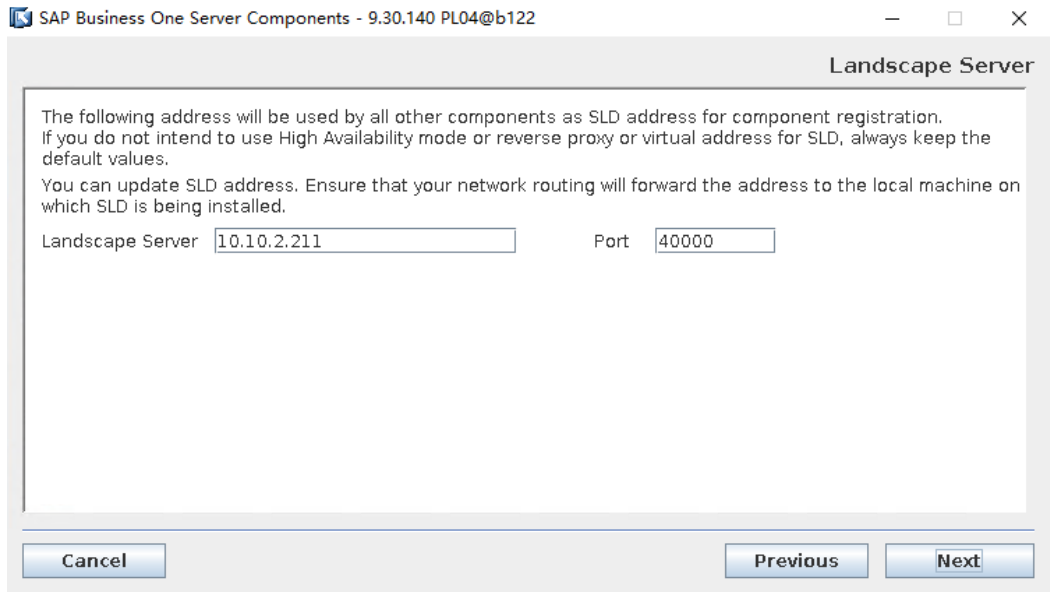 SAP Business One Server Components - 9.30.140 PL04@b122
Landscape Server
The following address will be used by all other components as SLD address for component registration.
If you do not intend to use High Availability mode or reverse proxy or virtual address for SLD, always keep the
default values.
You can update SLD address. Ensure that your network routing will forward the address to the local machine on
which SLD is being installed.
Landscape Server 10.10.2.211 Port 40000
Cancel Previous Next